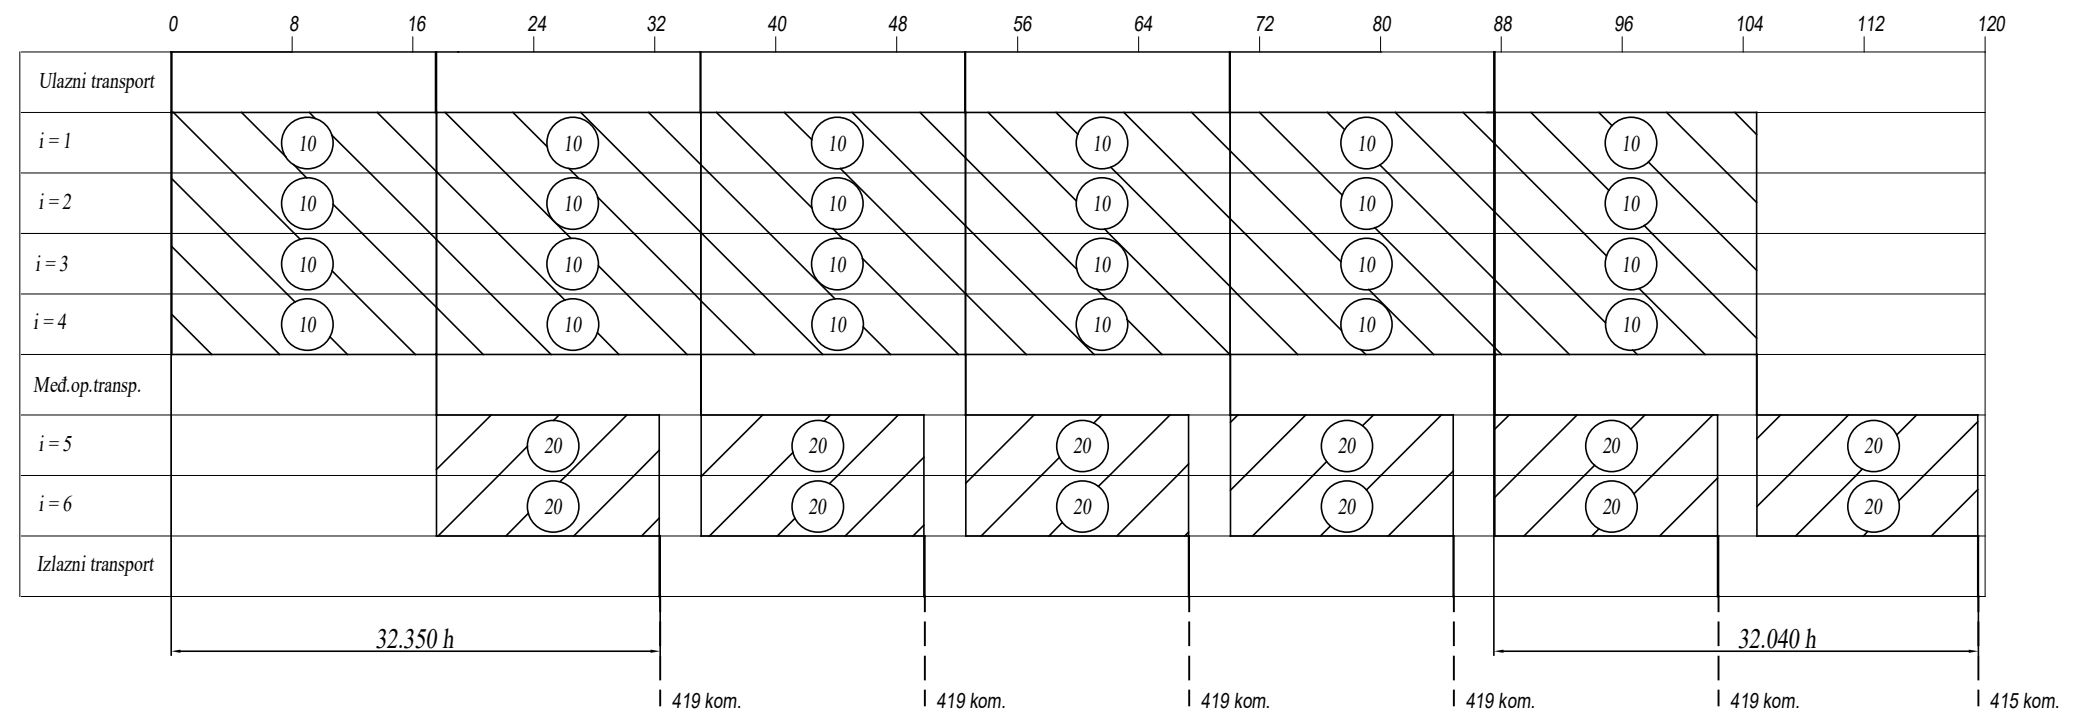 0 8 16 24 32 40 48 56 64 72 80 88 96 104 112 120
Ulazni transport
i = 1 10 10 10 10 10 10
i = 2 10 10 10 10 10 10
i = 3 10 10 10 10 10 10
i = 4 10 10 10 10 10 10
Međ.op.transp.
i = 5 20 20 20 20 20 20
i = 6 20 20 20 20 20 20
Izlazni transport
32.350 h 32.040 h
419 kom. 419 kom. 419 kom. 419 kom. 419 kom. 415 kom.